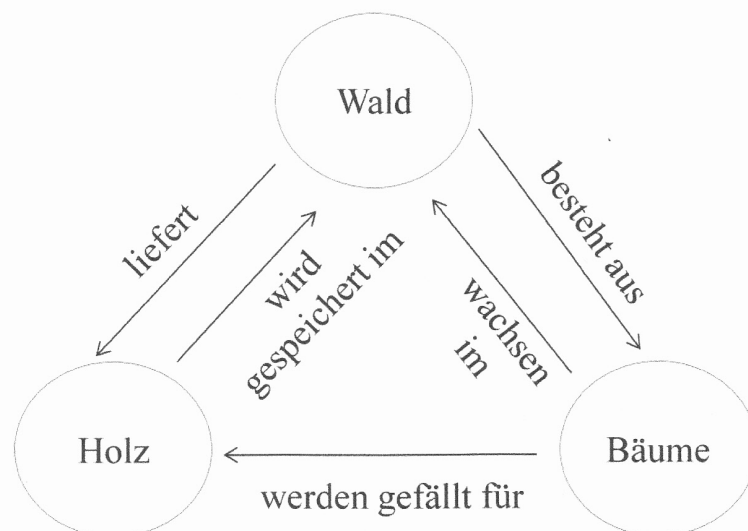 Wald
liefert
wird
gespeichert im
wachsen
im
besteht aus
Holz
Bäume
werden gefällt für